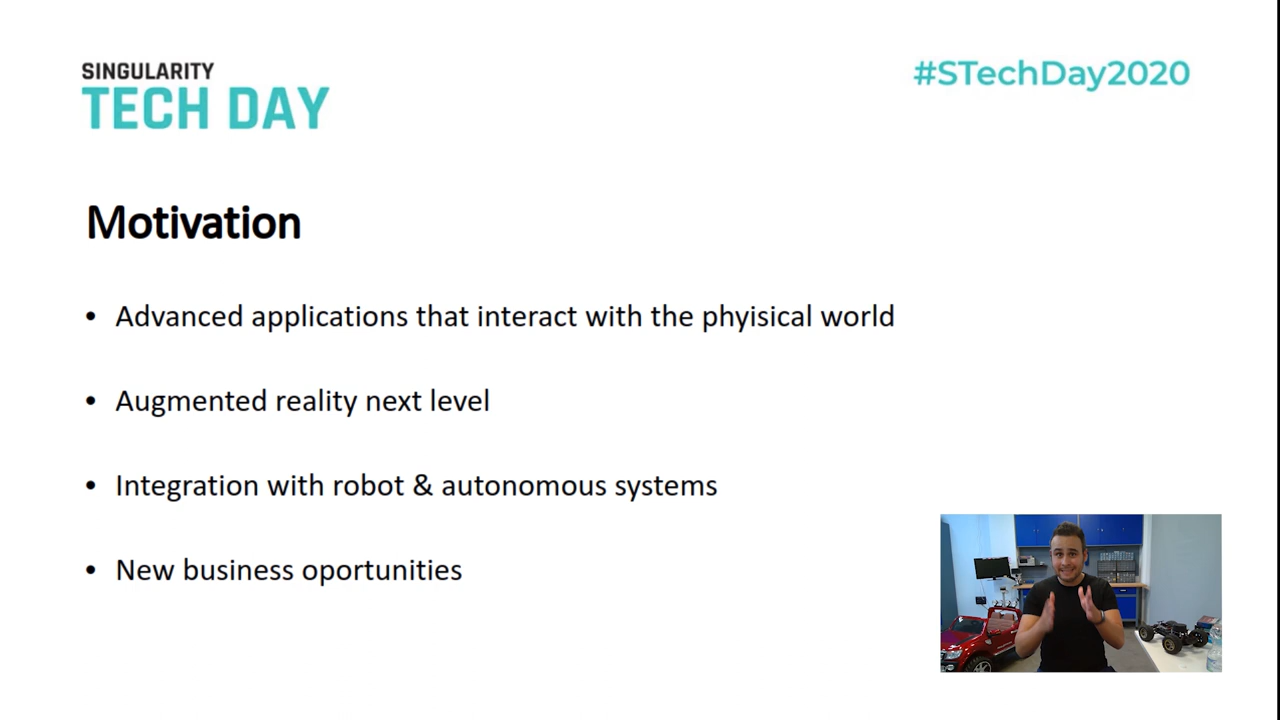 SINGULARITY
TECH DAY
#STechDay2020
Motivation
• Advanced applications that interact with the phyisical world
• Augmented reality next level
• Integration with robot & autonomous systems
• New business oportunities